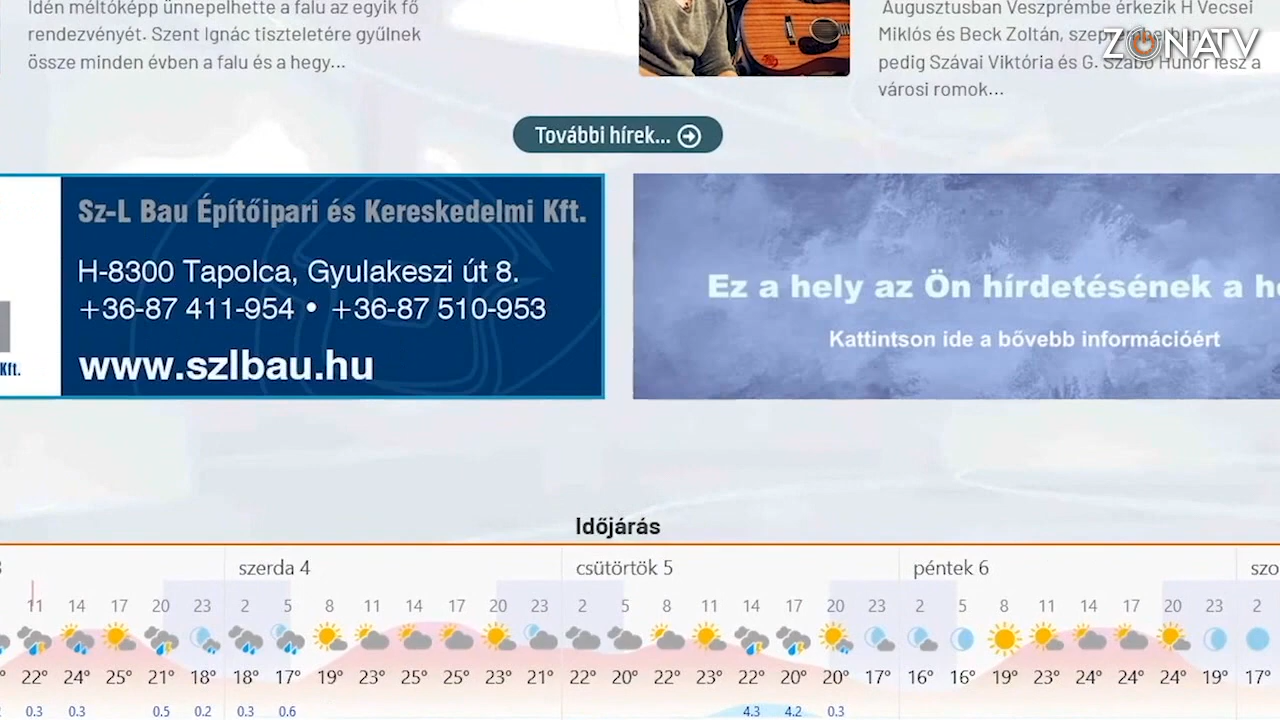 Idén méltóképp ünnepelhette a falu az egyik fő
rendezvényét. Szent Ignác tiszteletére gyűlnek
össze minden évben a falu és a hegy...
Augusztusban Veszprémbe érkezik H Vecsei
Miklós és Beck Zoltán, szeptemberben
pedig Szávai Viktória és G. Szabó Hunor lesz a
városi romok...
ZONATV
További hírek...
Kft.
Sz-L Bau Építőipari és Kereskedelmi Kft.
H-8300 Tapolca, Gyulakeszi út 8.
+36-87 411-954 • +36-87 510-953
www.szlbau.hu
Ez a hely az Ön hírdetésének a
Kattintson ide a bővebb információért
Időjárás
szerda 4 csütörtök 5 péntek 6 szo
11 14 17 20 23 2 5 8 11 14 17 20 23 2 5 8 11 14 17 20 23 2 5 8 11 14 17 20 23 2
22° 24° 25° 21° 18° 18° 17° 19° 23° 25° 25° 23° 21° 22° 20° 22° 23° 22° 20° 20° 17° 16° 16° 19° 23° 24° 24° 24° 19° 17°
0.3 0.3 0.5 0.2 0.3 0.6 4.3 4.2 0.3